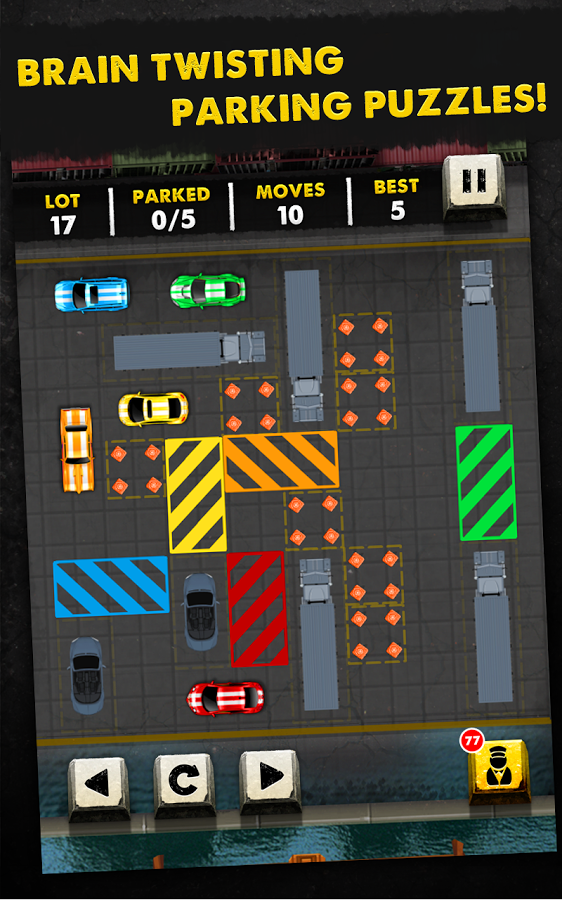 BRAIN TWISTING
PARKING PUZZLES!
LOT PARKED MOVES BEST
17 0/5 10 5
77